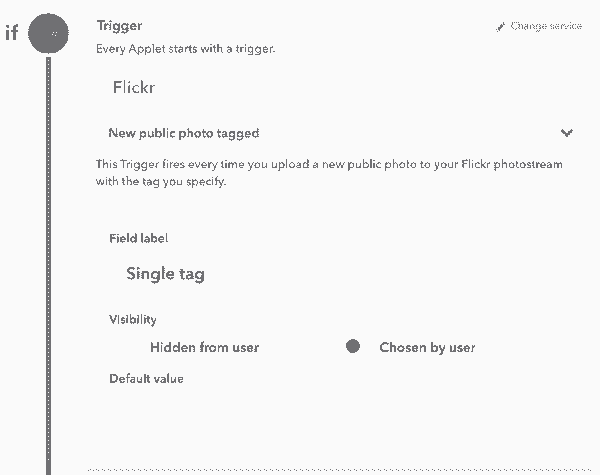 if
Trigger
Change service
Every Applet starts with a trigger.
Flickr
New public photo tagged
This Trigger fires every time you upload a new public photo to your Flickr photostream
with the tag you specify.
Field label
Single tag
Visibility
Hidden from user
Chosen by user
Default value